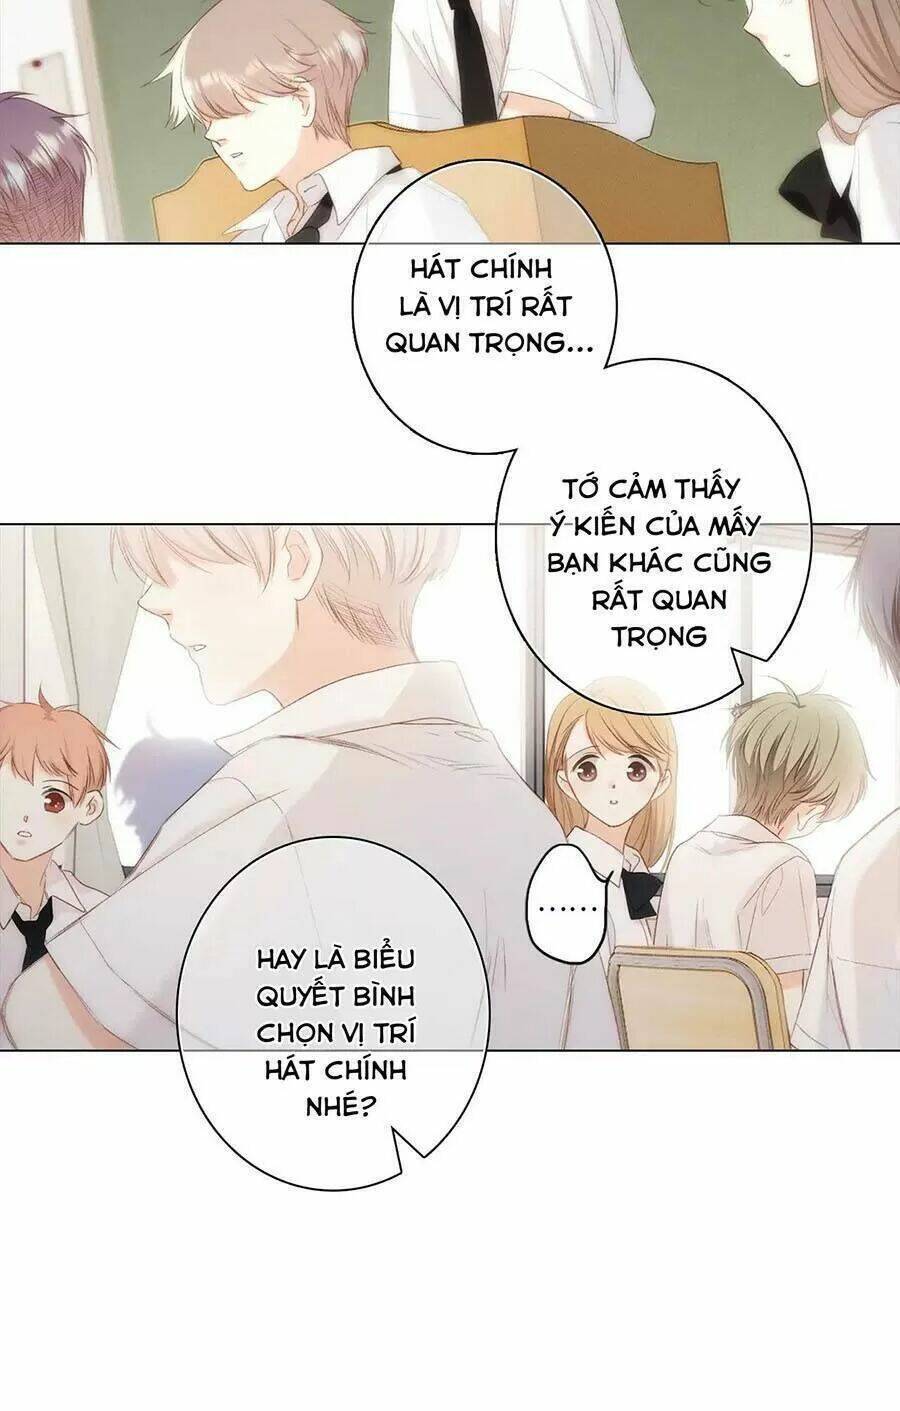 HÁT CHÍNH
LÀ VỊ TRÍ RẤT
QUAN TRỌNG...
TỚ CẢM THẤY
Ý KIẾN CỦA MẤY
BẠN KHÁC CŨNG
RẤT QUAN
TRỌNG
......
HAY LÀ BIỂU
QUYẾT BÌNH
CHỌN VỊ TRÍ
HÁT CHÍNH
NHÉ?